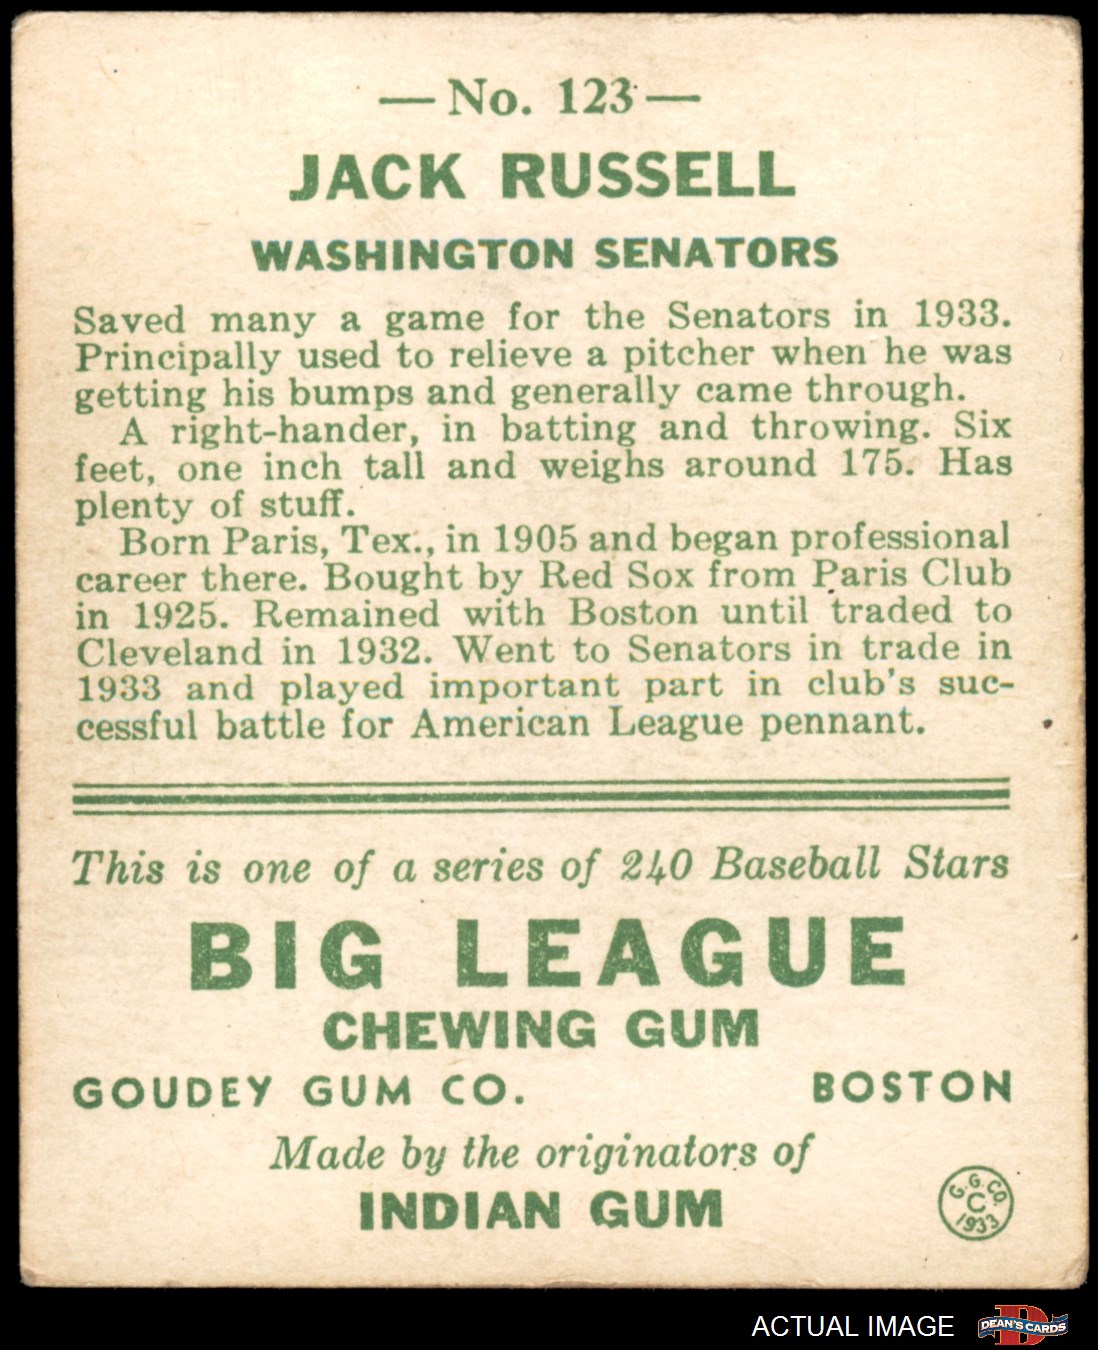 — No. 123 —
JACK RUSSELL
WASHINGTON SENATORS
Saved many a game for the Senators in 1933.
Principally used to relieve a pitcher when he was
getting his bumps and generally came through.
A right-hander, in batting and throwing. Six
feet, one inch tall and weighs around 175. Has
plenty of stuff.
Born Paris, Tex., in 1905 and began professional
career there. Bought by Red Sox from Paris Club
in 1925. Remained with Boston until traded to
Cleveland in 1932. Went to Senators in trade in
1933 and played important part in club's suc-
cessful battle for American League pennant.
This is one of a series of 240 Baseball Stars
BIG LEAGUE
CHEWING GUM
GOUDEY GUM CO. BOSTON
Made by the originators of
INDIAN GUM
G.G.CO.
C
1933
ACTUAL IMAGE
D
DEAN'S CARDS